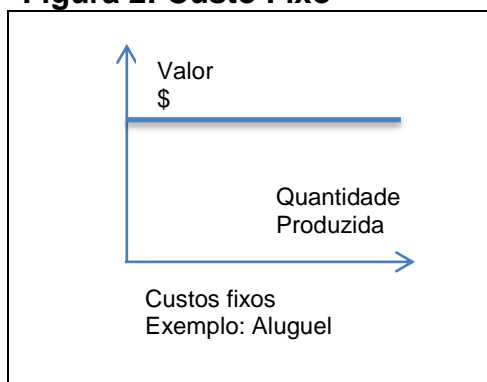 Figura 2: Custo Fixo
Valor
$
Quantidade
Produzida
Custos fixos
Exemplo: Aluguel